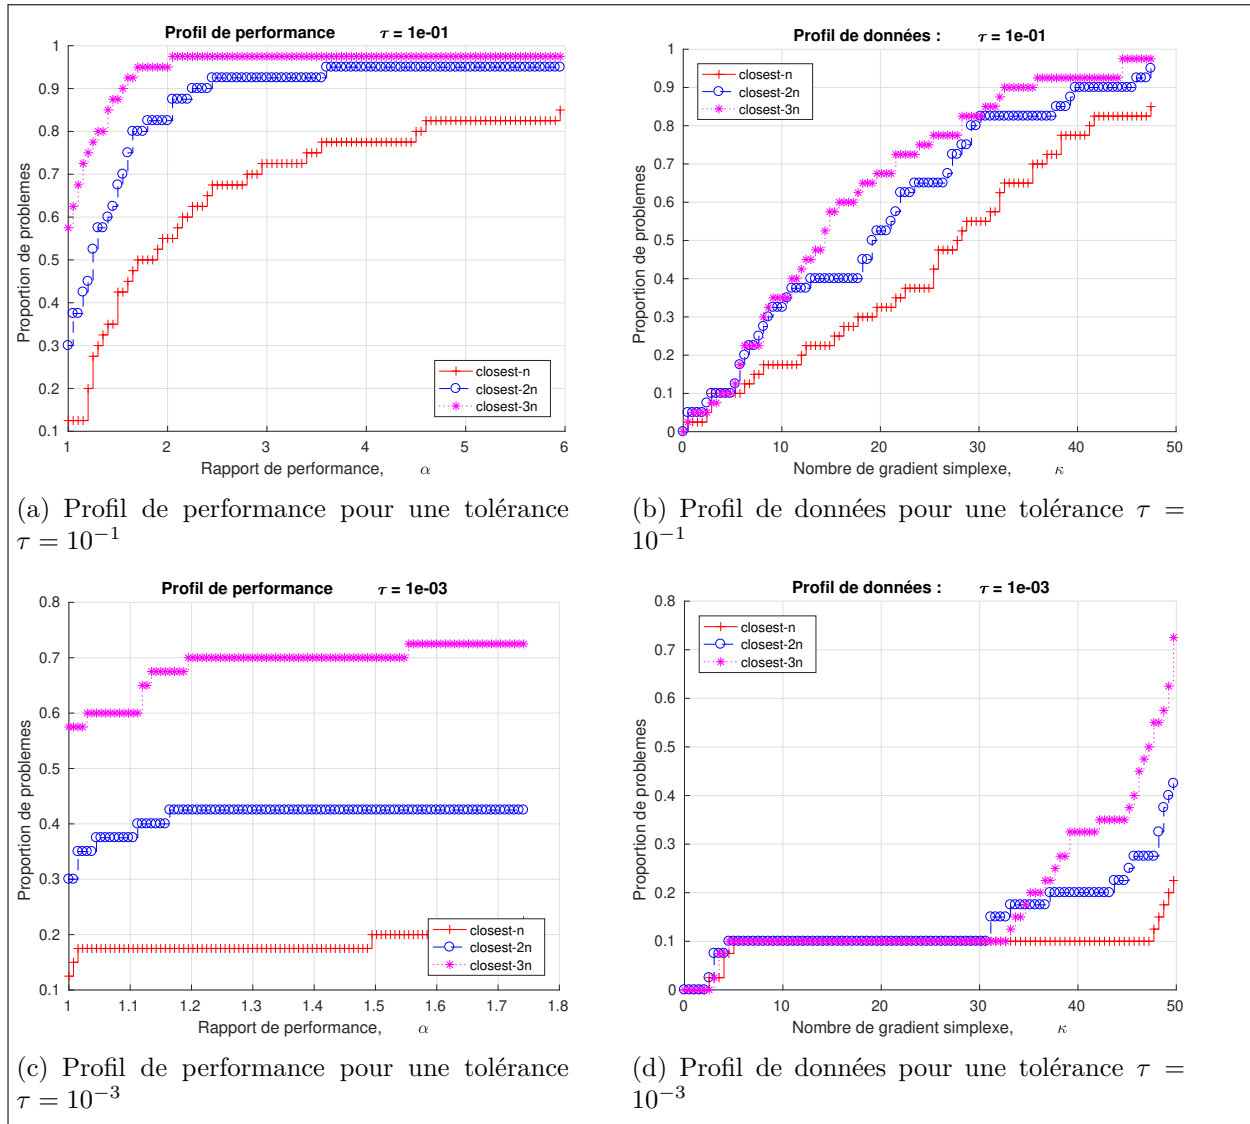 Profil de performance τ = 1e-01
1
0.9
0.8
0.7
0.6
0.5
0.4
0.3
0.2
0.1
Proportion de problemes
closest-n
closest-2n
closest-3n
1 2 3 4 5 6
Rapport de performance, α
(a) Profil de performance pour une tolérance
τ = 10⁻¹
Profil de données : τ = 1e-01
1
0.9
0.8
0.7
0.6
0.5
0.4
0.3
0.2
0.1
0
Proportion de problemes
closest-n
closest-2n
closest-3n
0 10 20 30 40 50
Nombre de gradient simplexe, κ
(b) Profil de données pour une tolérance τ =
10⁻¹
Profil de performance τ = 1e-03
0.8
0.7
0.6
0.5
0.4
0.3
0.2
0.1
Proportion de problemes
closest-n
closest-2n
closest-3n
1 1.1 1.2 1.3 1.4 1.5 1.6 1.7 1.8
Rapport de performance, α
(c) Profil de performance pour une tolérance
τ = 10⁻³
Profil de données : τ = 1e-03
0.8
0.7
0.6
0.5
0.4
0.3
0.2
0.1
0
Proportion de problemes
closest-n
closest-2n
closest-3n
0 10 20 30 40 50
Nombre de gradient simplexe, κ
(d) Profil de données pour une tolérance τ =
10⁻³